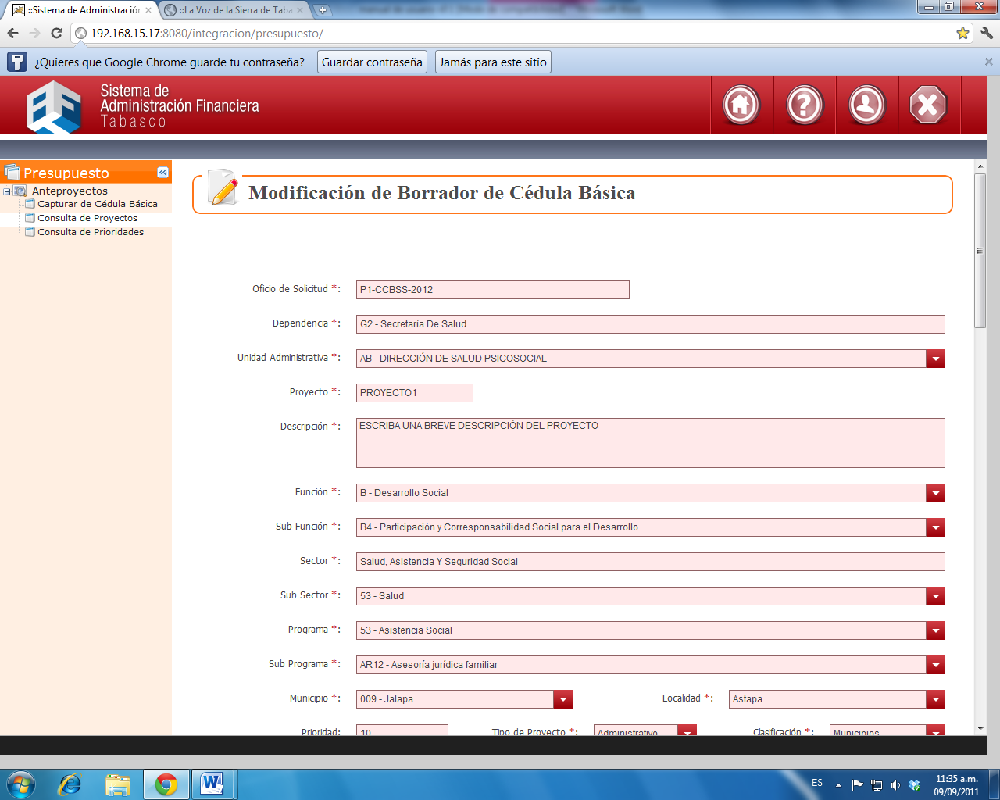 ::Sistema de Administración
::La Voz de la Sierra de Taba
192.168.15.17:8080/integracion/presupuesto/
¿Quieres que Google Chrome guarde tu contraseña? Guardar contraseña Jamás para este sitio
Sistema de
Administración Financiera
Tabasco
Presupuesto
Anteproyectos
Capturar de Cédula Básica
Consulta de Proyectos
Consulta de Prioridades
Modificación de Borrador de Cédula Básica
Oficio de Solicitud *: P1-CCBSS-2012
Dependencia *: G2 - Secretaría De Salud
Unidad Administrativa *: AB - DIRECCIÓN DE SALUD PSICOSOCIAL
Proyecto *: PROYECTO1
Descripción *: ESCRIBA UNA BREVE DESCRIPCIÓN DEL PROYECTO
Función *: B - Desarrollo Social
Sub Función *: B4 - Participación y Corresponsabilidad Social para el Desarrollo
Sector *: Salud, Asistencia Y Seguridad Social
Sub Sector *: 53 - Salud
Programa *: 53 - Asistencia Social
Sub Programa *: AR12 - Asesoría jurídica familiar
Municipio *: 009 - Jalapa Localidad *: Astapa
Prioridad: 10 Tipo de Proyecto *: Administrativo Clasificación *: Municipios
ES
11:35 a.m.
09/09/2011